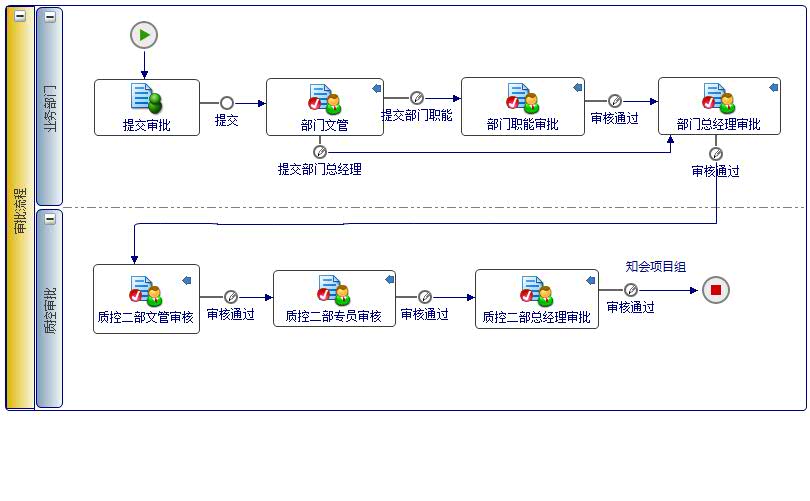 审批流程
业务部门
提交审批
提交
部门文管
提交部门职能
部门职能审批
审核通过
部门总经理审批
提交部门总经理
审核通过
质控审批
质控二部文管审核
审核通过
质控二部专员审核
审核通过
质控二部总经理审批
知会项目组
审核通过